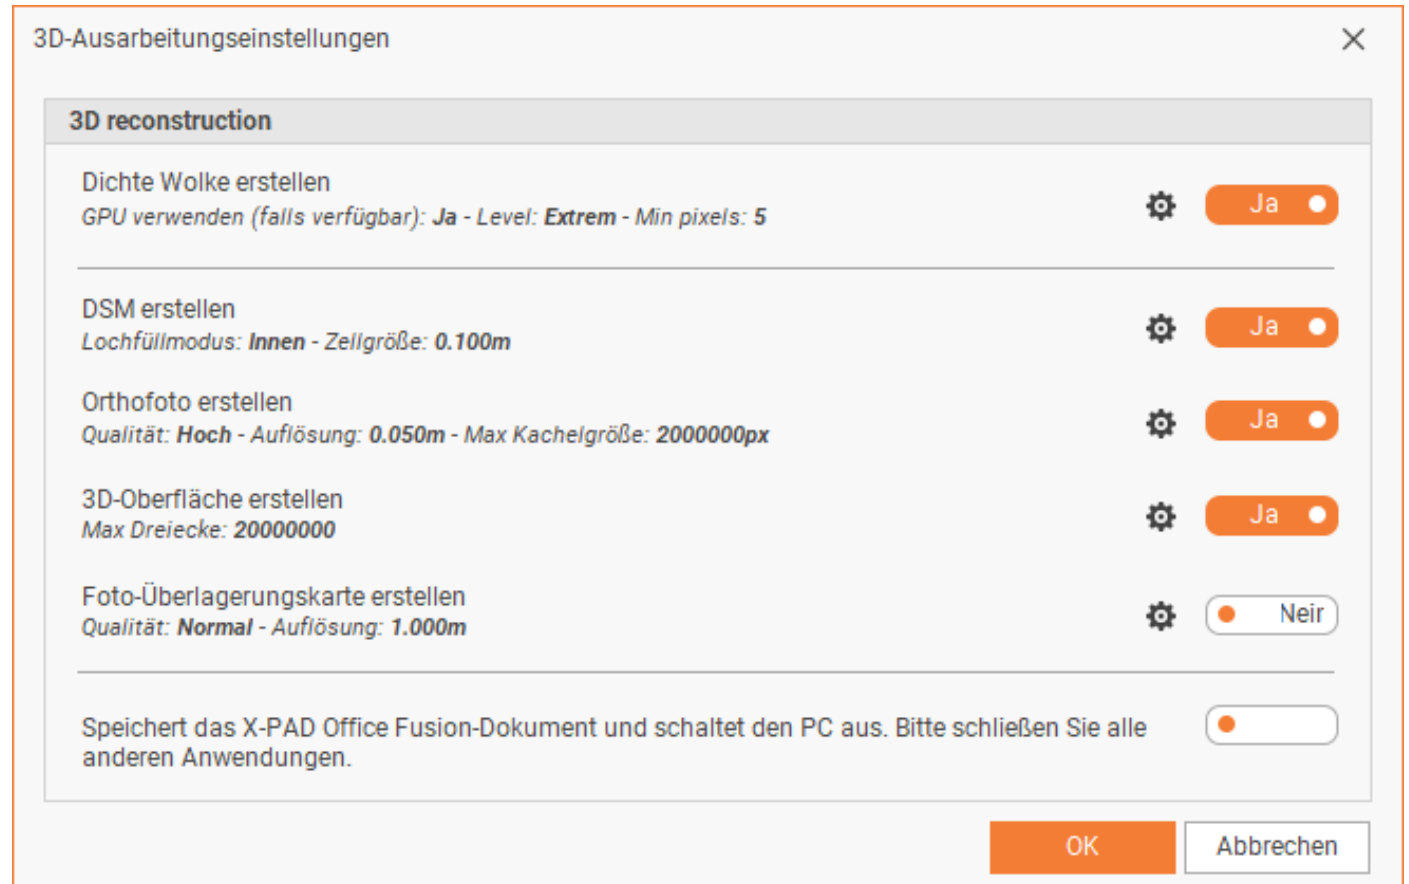 3D-Ausarbeitungseinstellungen
3D reconstruction
Dichte Wolke erstellen
GPU verwenden (falls verfügbar): Ja - Level: Extrem - Min pixels: 5
Ja
DSM erstellen
Lochfüllmodus: Innen - Zellgröße: 0.100m
Ja
Orthofoto erstellen
Qualität: Hoch - Auflösung: 0.050m - Max Kachelgröße: 2000000px
Ja
3D-Oberfläche erstellen
Max Dreiecke: 20000000
Ja
Foto-Überlagerungskarte erstellen
Qualität: Normal - Auflösung: 1.000m
Neir
Speichert das X-PAD Office Fusion-Dokument und schaltet den PC aus. Bitte schließen Sie alle
anderen Anwendungen.
OK
Abbrechen